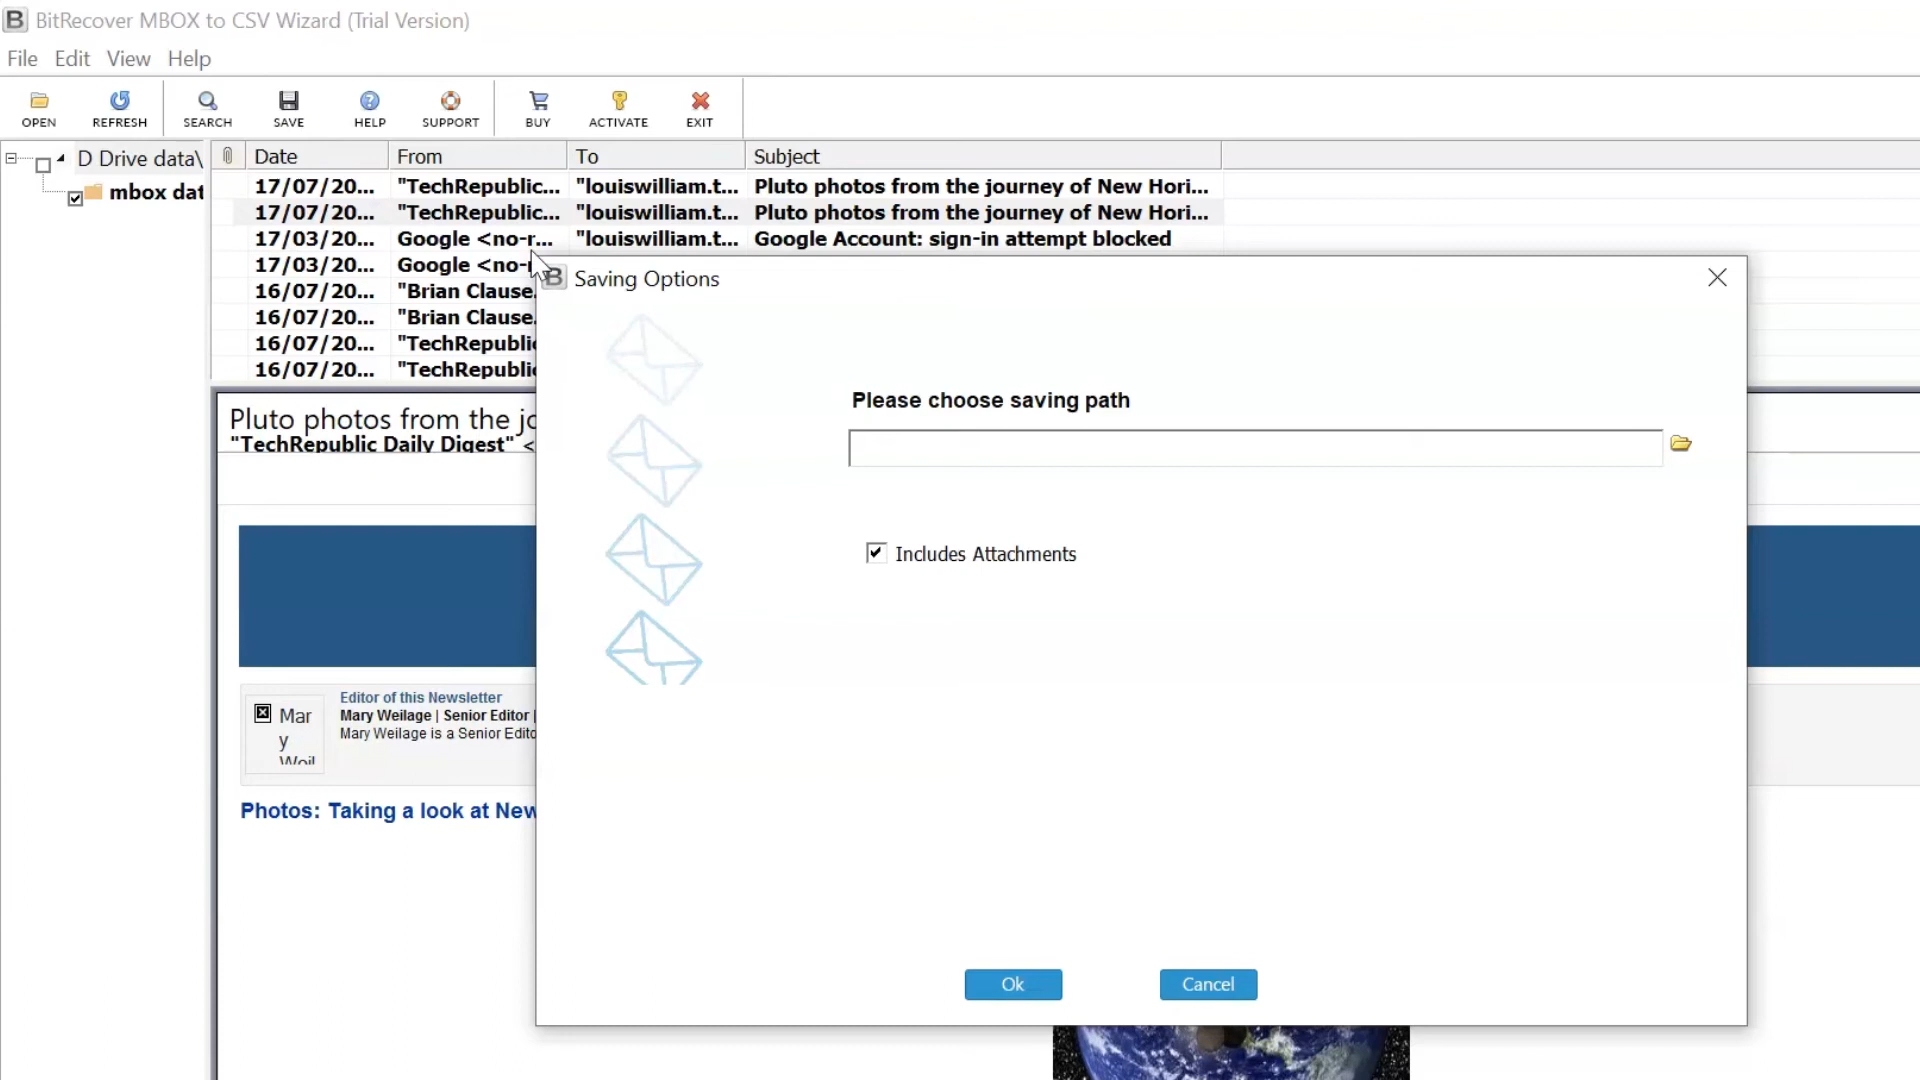 BitRecover MBOX to CSV Wizard (Trial Version)
File Edit View Help
OPEN REFRESH SEARCH SAVE HELP SUPPORT BUY ACTIVATE EXIT
D Drive data\
mbox dat
Date From To Subject
17/07/20... "TechRepublic... "louiswilliam.t... Pluto photos from the journey of New Hori...
17/07/20... "TechRepublic... "louiswilliam.t... Pluto photos from the journey of New Hori...
17/03/20... Google <no-r... "louiswilliam.t... Google Account: sign-in attempt blocked
17/03/20... Google <no-
16/07/20... "Brian Clause.
16/07/20... "Brian Clause.
16/07/20... "TechRepubli
16/07/20... "TechRepubli
Saving Options
Please choose saving path
Includes Attachments
Ok Cancel
Pluto photos from the jo
"TechRepublic Daily Digest" <
Mar
y
Weil
Editor of this Newsletter
Mary Weilage | Senior Editor |
Mary Weilage is a Senior Edito
Photos: Taking a look at New